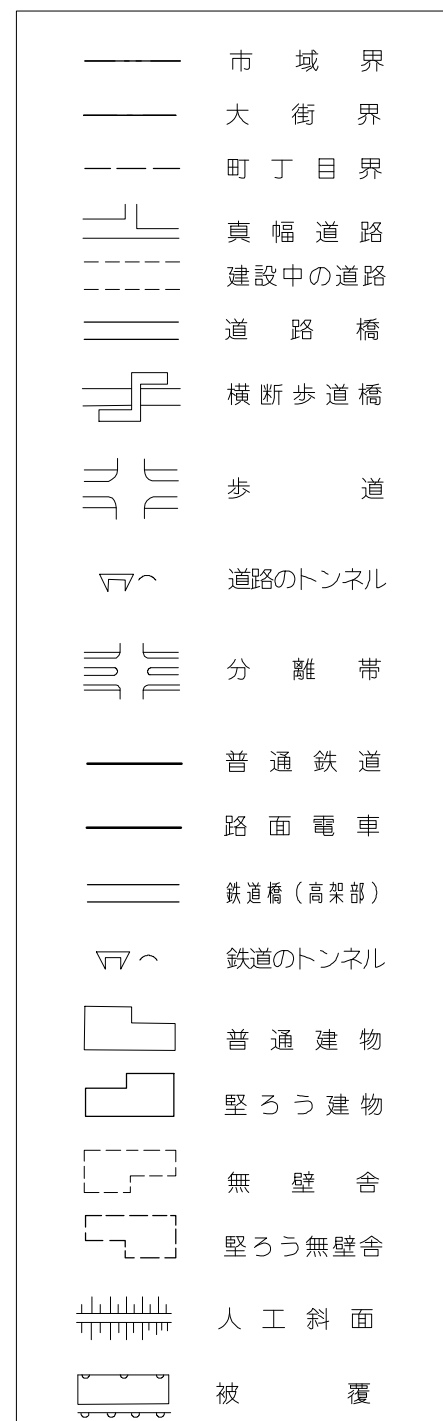 市域界
大街界
町丁目界
真幅道路
建設中の道路
道路橋
横断歩道橋
歩道
道路のトンネル
分離帯
普通鉄道
路面電車
鉄道橋(高架部)
鉄道のトンネル
普通建物
堅ろう建物
無壁舎
堅ろう無壁舎
人工斜面
被覆